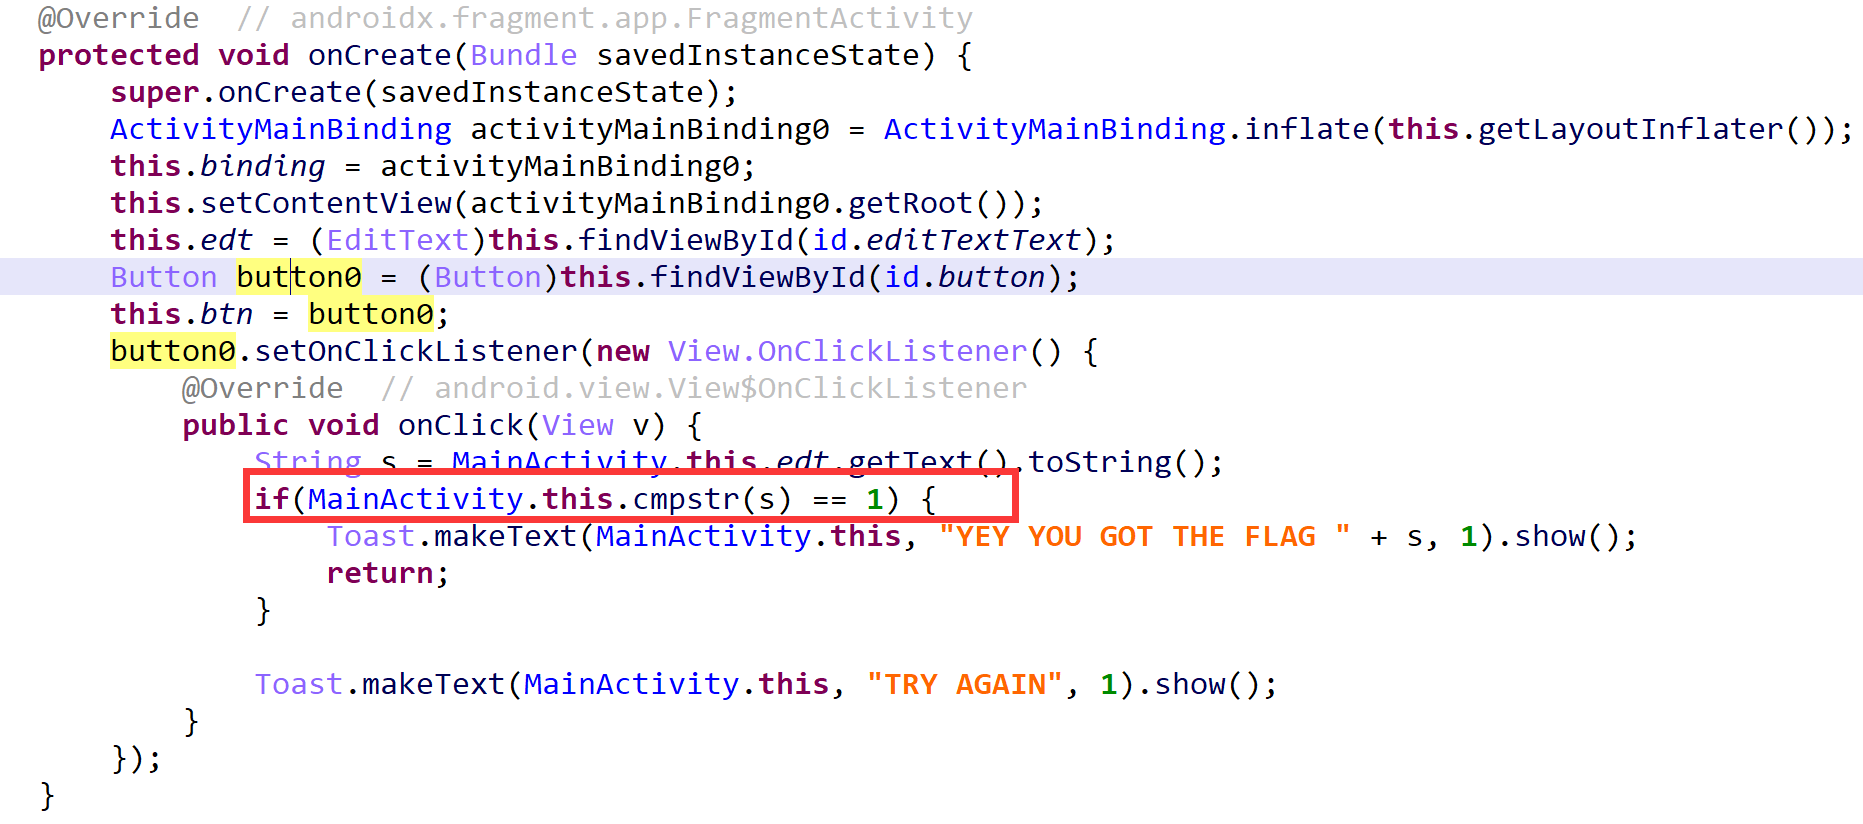 @Override  // androidx.fragment.app.FragmentActivity
protected void onCreate(Bundle savedInstanceState) {
    super.onCreate(savedInstanceState);
    ActivityMainBinding activityMainBinding0 = ActivityMainBinding.inflate(this.getLayoutInflater());
    this.binding = activityMainBinding0;
    this.setContentView(activityMainBinding0.getRoot());
    this.edt = (EditText)this.findViewById(id.editTextText);
    Button button0 = (Button)this.findViewById(id.button);
    this.btn = button0;
    button0.setOnClickListener(new View.OnClickListener() {
        @Override  // android.view.View$OnClickListener
        public void onClick(View v) {
            String s = MainActivity.this.edt.getText().toString();
            if(MainActivity.this.cmpstr(s) == 1) {
                Toast.makeText(MainActivity.this, "YEY YOU GOT THE FLAG " + s, 1).show();
                return;
            }

            Toast.makeText(MainActivity.this, "TRY AGAIN", 1).show();
        }
    });
}